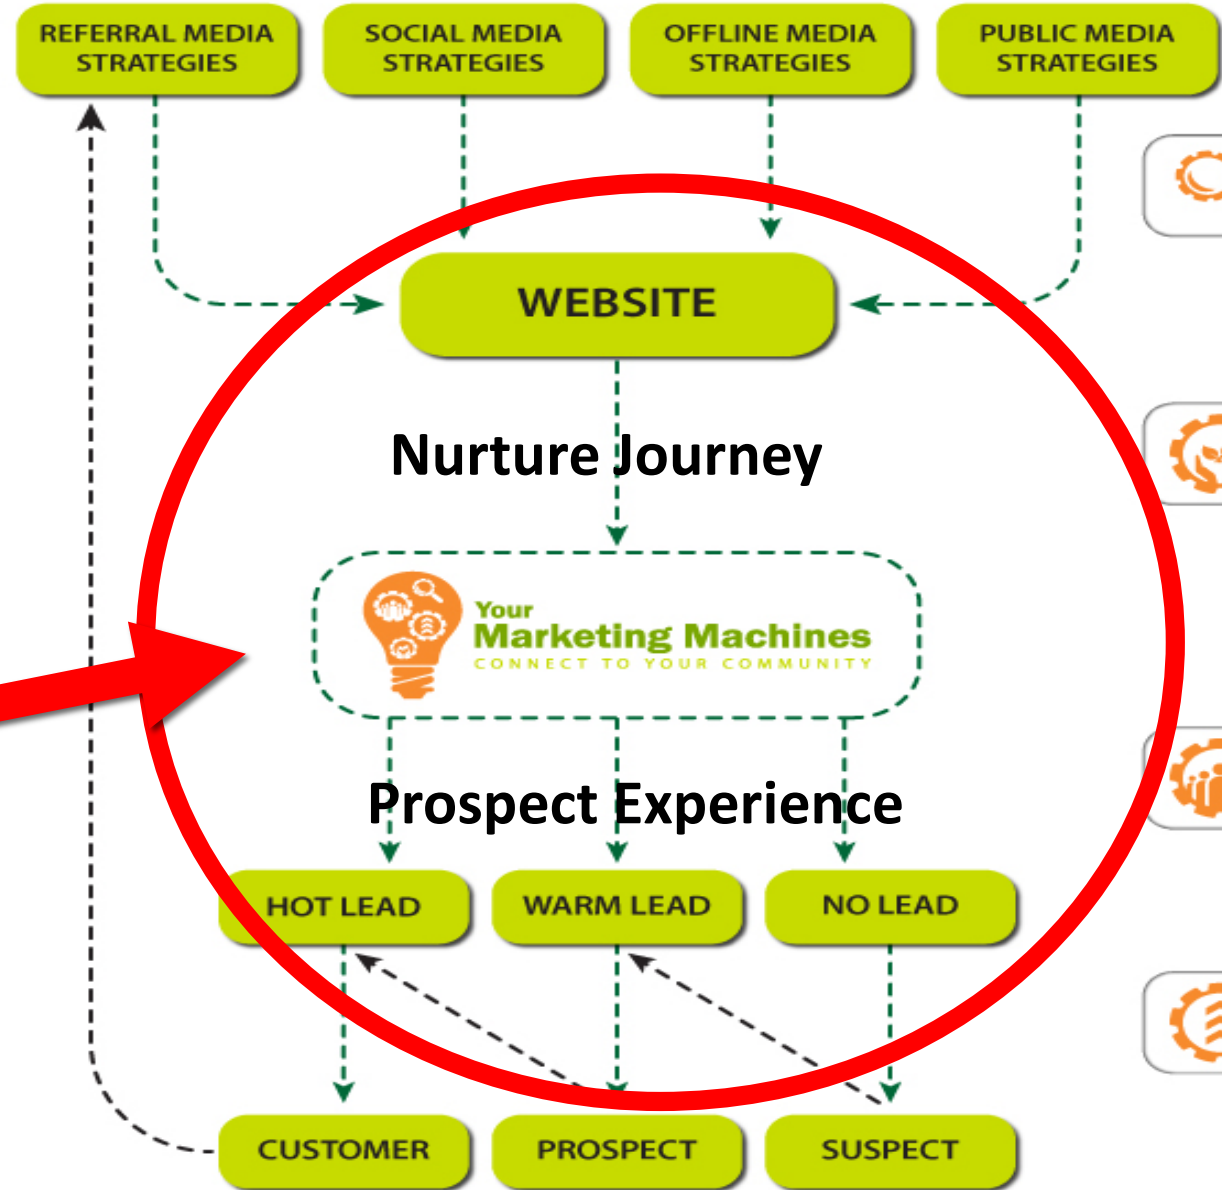 REFERRAL MEDIA
STRATEGIES
SOCIAL MEDIA
STRATEGIES
OFFLINE MEDIA
STRATEGIES
PUBLIC MEDIA
STRATEGIES
WEBSITE
Nurture Journey
Your
Marketing Machines
CONNECT TO YOUR COMMUNITY
Prospect Experience
HOT LEAD
WARM LEAD
NO LEAD
CUSTOMER
PROSPECT
SUSPECT